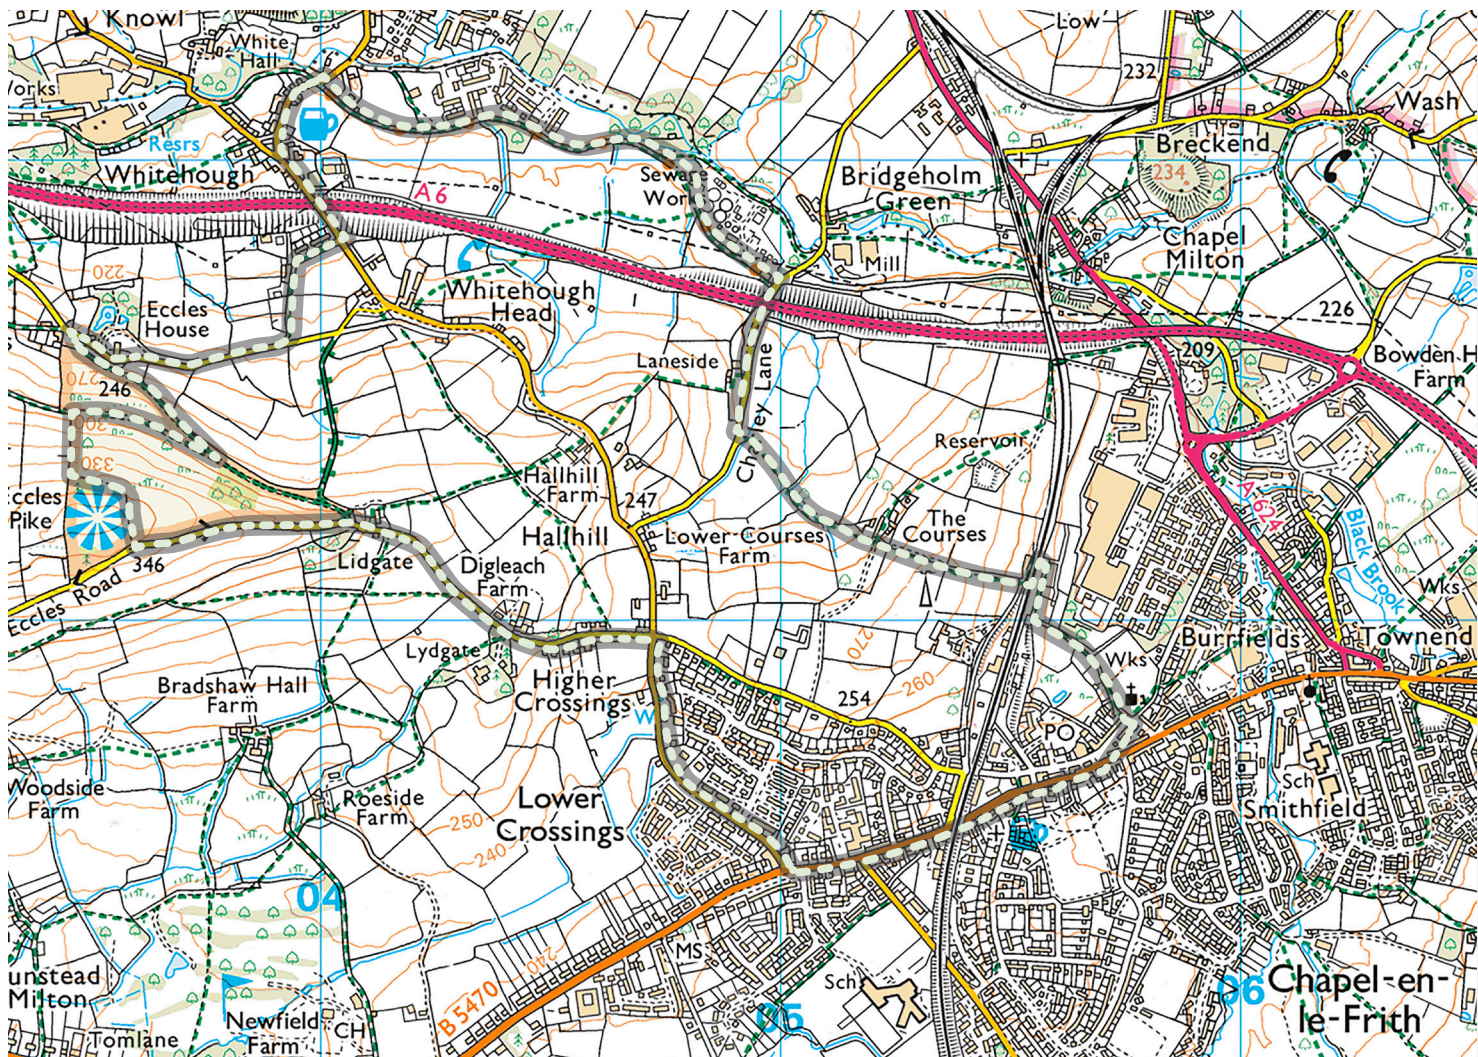 Knowl
White
Hall
Low
232
Wash
Works
Resrs
Breckend
234
Whitehough
A 6
Sewage
Works
Bridgeholm
Green
Chapel
Milton
Mill
220
Whitehough
Head
Eccles
House
226
Laneside
209
Bowden H
Farm
270
246
Chapley Lane
300
Reservoir
330
Hallhill
Farm
247
A 624
Eccles
Pike
The
Courses
Black Brook
Hallhill
Lower Courses
Farm
346
Lidgate
Digleach
Farm
Wks
Eccles Road
270
Burrfields
Townend
Lydgate
Wks
260
Bradshaw Hall
Farm
Higher
Crossings
254
W
PO
Woodside
Farm
Roeside
Farm
Lower
Crossings
Sch
Smithfield
250
240
04
MS
240
unstead
Milton
Sch
B 5470
05
06
Chapel-en-
le-Frith
Newfield
Farm
CH
Tomlane